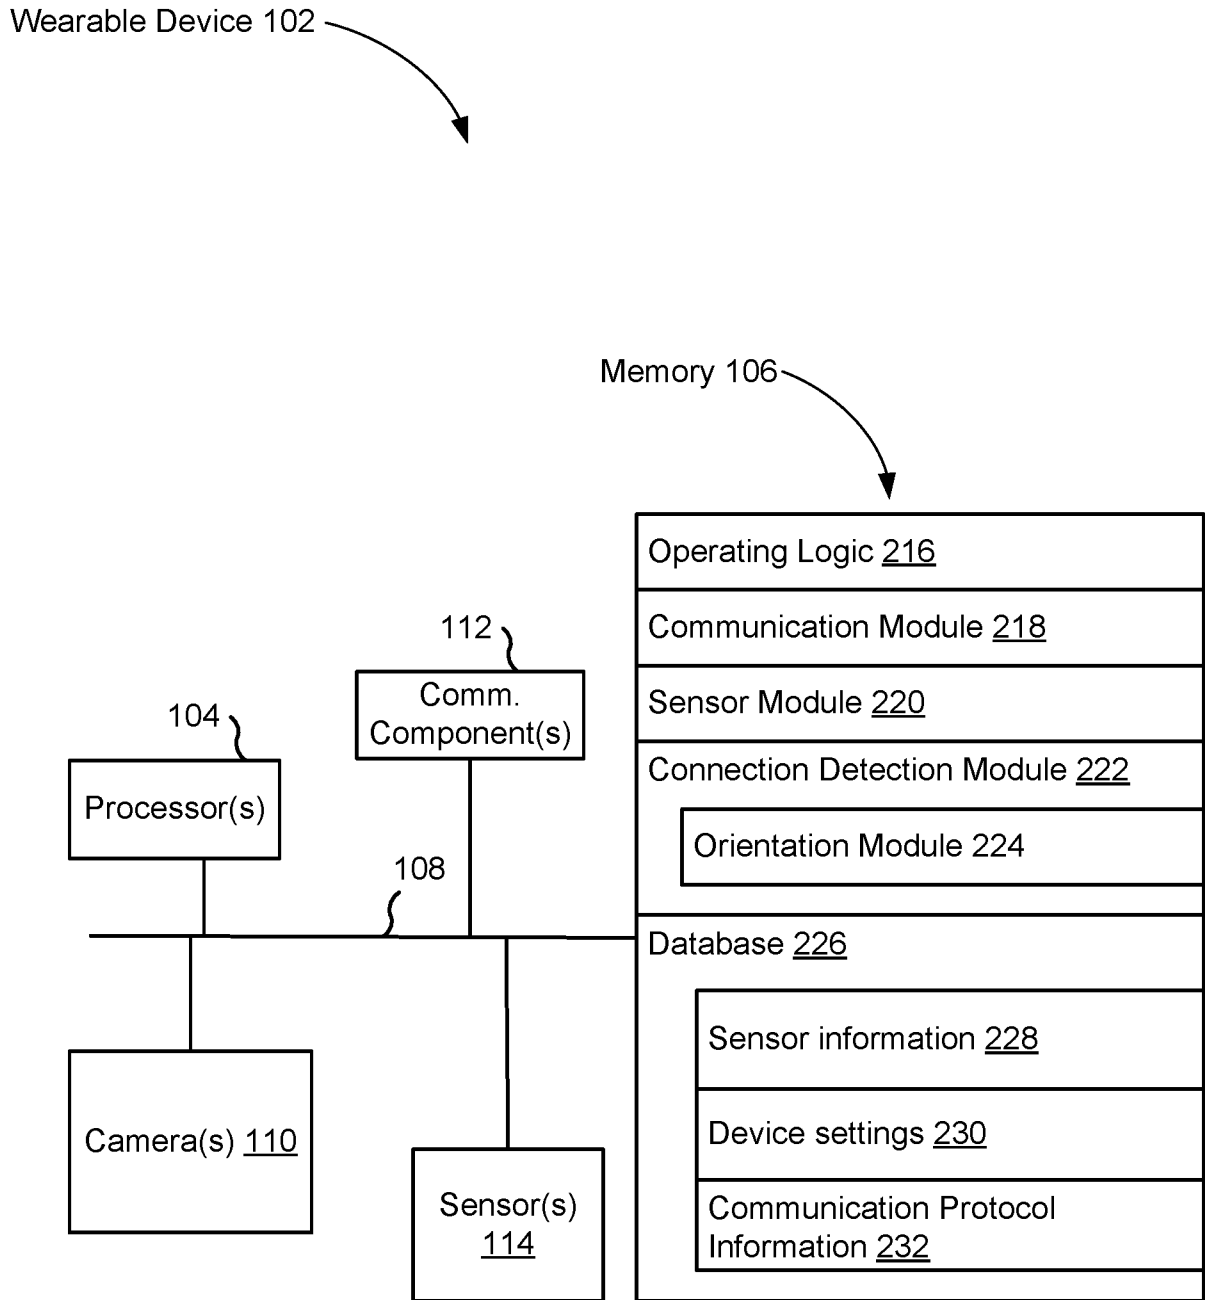 Wearable Device 102
Memory 106
Operating Logic 216
Communication Module 218
Sensor Module 220
Connection Detection Module 222
Orientation Module 224
Database 226
Sensor information 228
Device settings 230
Communication Protocol
Information 232
112
Comm.
Component(s)
104
Processor(s)
108
Camera(s) 110
Sensor(s)
114